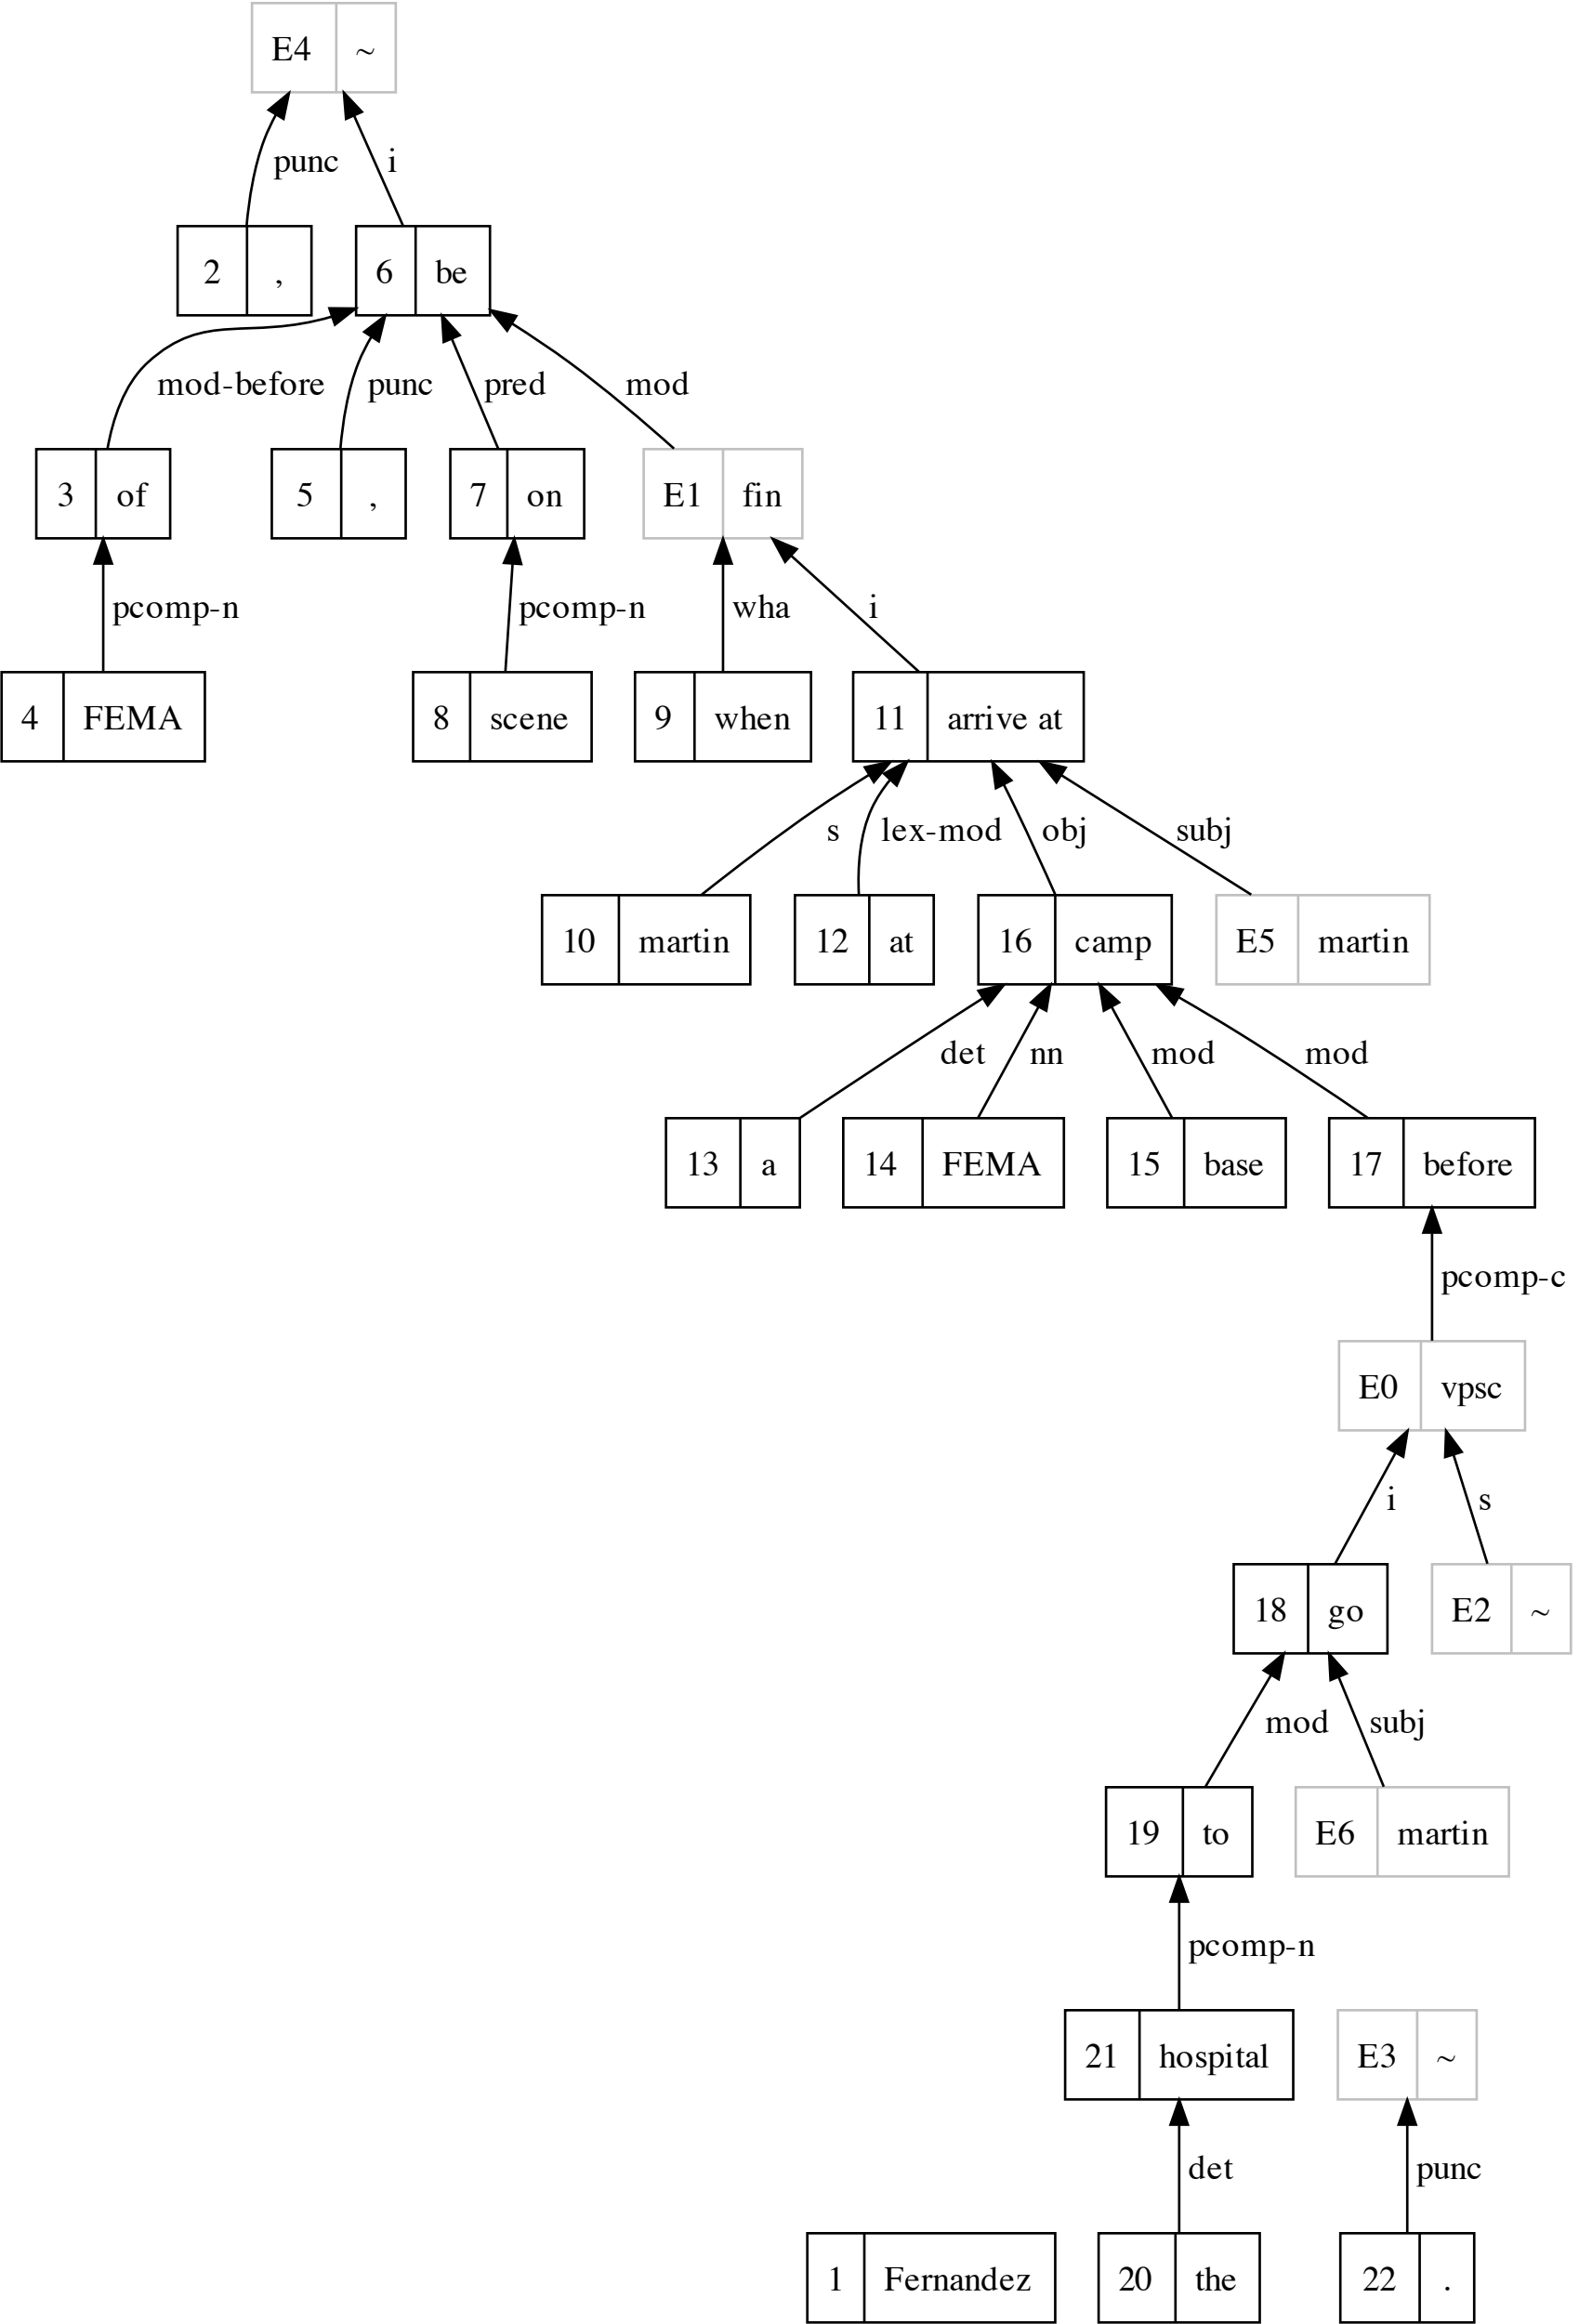 E4 ~
punc i
2 , 6 be
mod-before punc pred mod
3 of 5 , 7 on E1 fin
pcomp-n pcomp-n wha i
4 FEMA 8 scene 9 when 11 arrive at
s lex-mod obj subj
10 martin 12 at 16 camp E5 martin
det nn mod mod
13 a 14 FEMA 15 base 17 before
pcomp-c
E0 vpsc
i s
18 go E2 ~
mod subj
19 to E6 martin
pcomp-n
21 hospital E3 ~
det punc
1 Fernandez 20 the 22 .